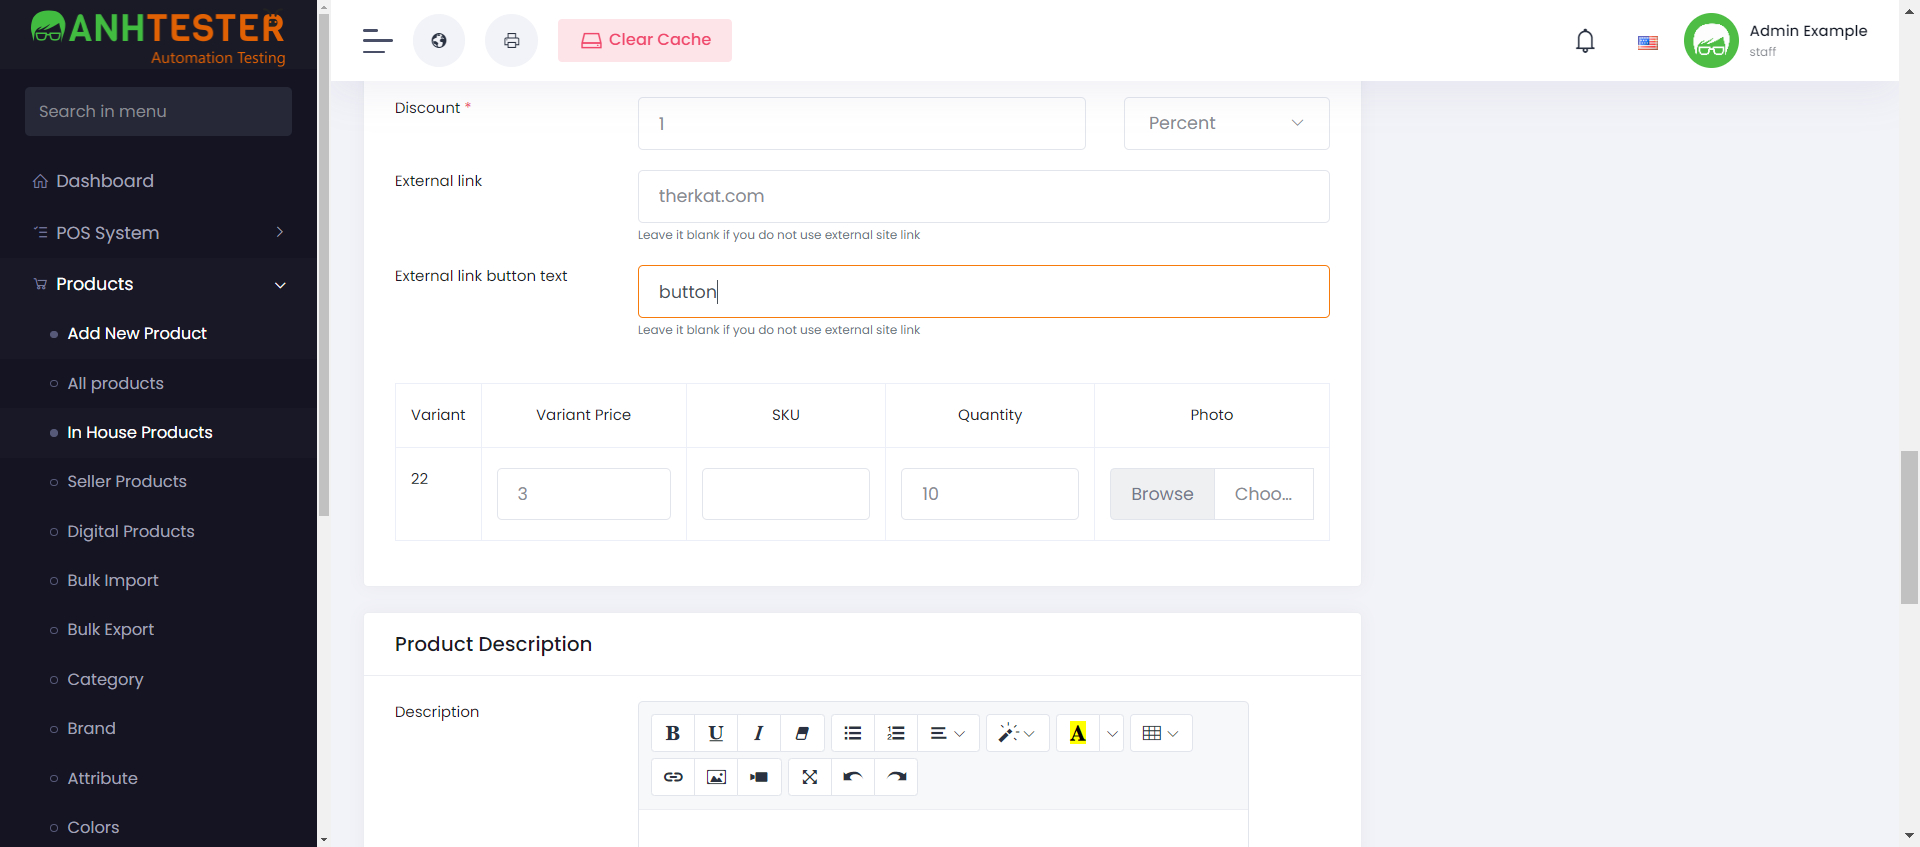 ANHTESTER
Automation Testing
Search in menu
Dashboard
POS System
Products
Add New Product
All products
In House Products
Seller Products
Digital Products
Bulk Import
Bulk Export
Category
Brand
Attribute
Colors
Clear Cache
Admin Example
staff
Discount *
1
Percent
External link
therkat.com
Leave it blank if you do not use external site link
External link button text
button
Leave it blank if you do not use external site link
Variant Variant Price SKU Quantity Photo
22 3 10 Browse Choo...
Product Description
Description
B U I A